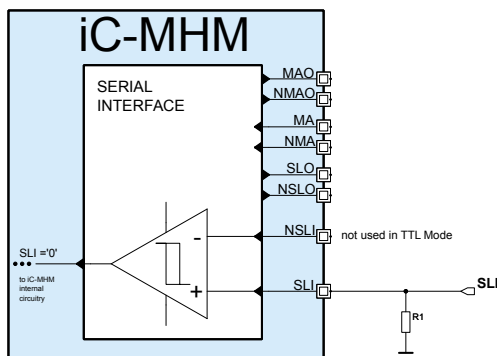 iC-MHM
SERIAL
INTERFACE
MAO
NMAO
MA
NMA
SLO
NSLO
NSLI
not used in TTL Mode
-
SLI ='0'
to iC-MHM
internal
circuitry
+
SLI
SLI
R1